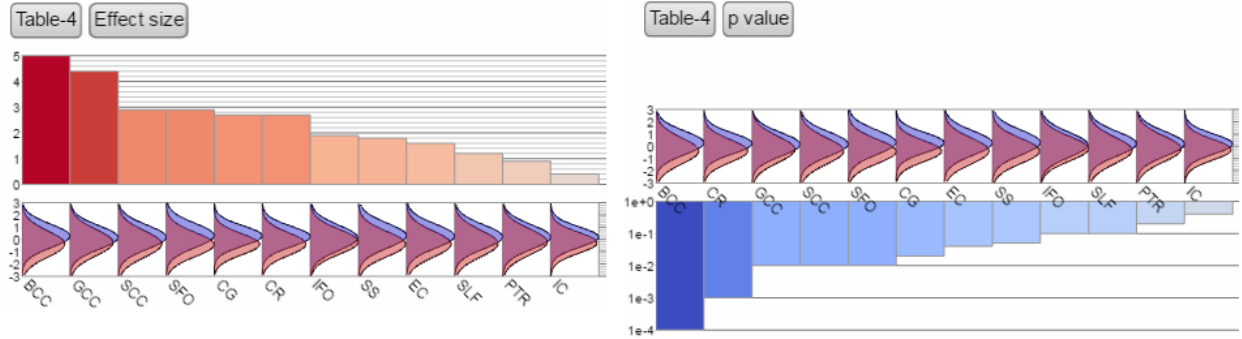 Table-4 Effect size
5
4
3
2
1
0
3
2
1
0
-1
-2
-3
BCC GCC SCC SFO CG CR IFO SS EC SLF PTR IC
Table-4 p value
3
2
1
0
-1
-2
-3
BCC CR GCC SCC SFO CG EC SS IFO SLF PTR IC
1e+0
1e-1
1e-2
1e-3
1e-4